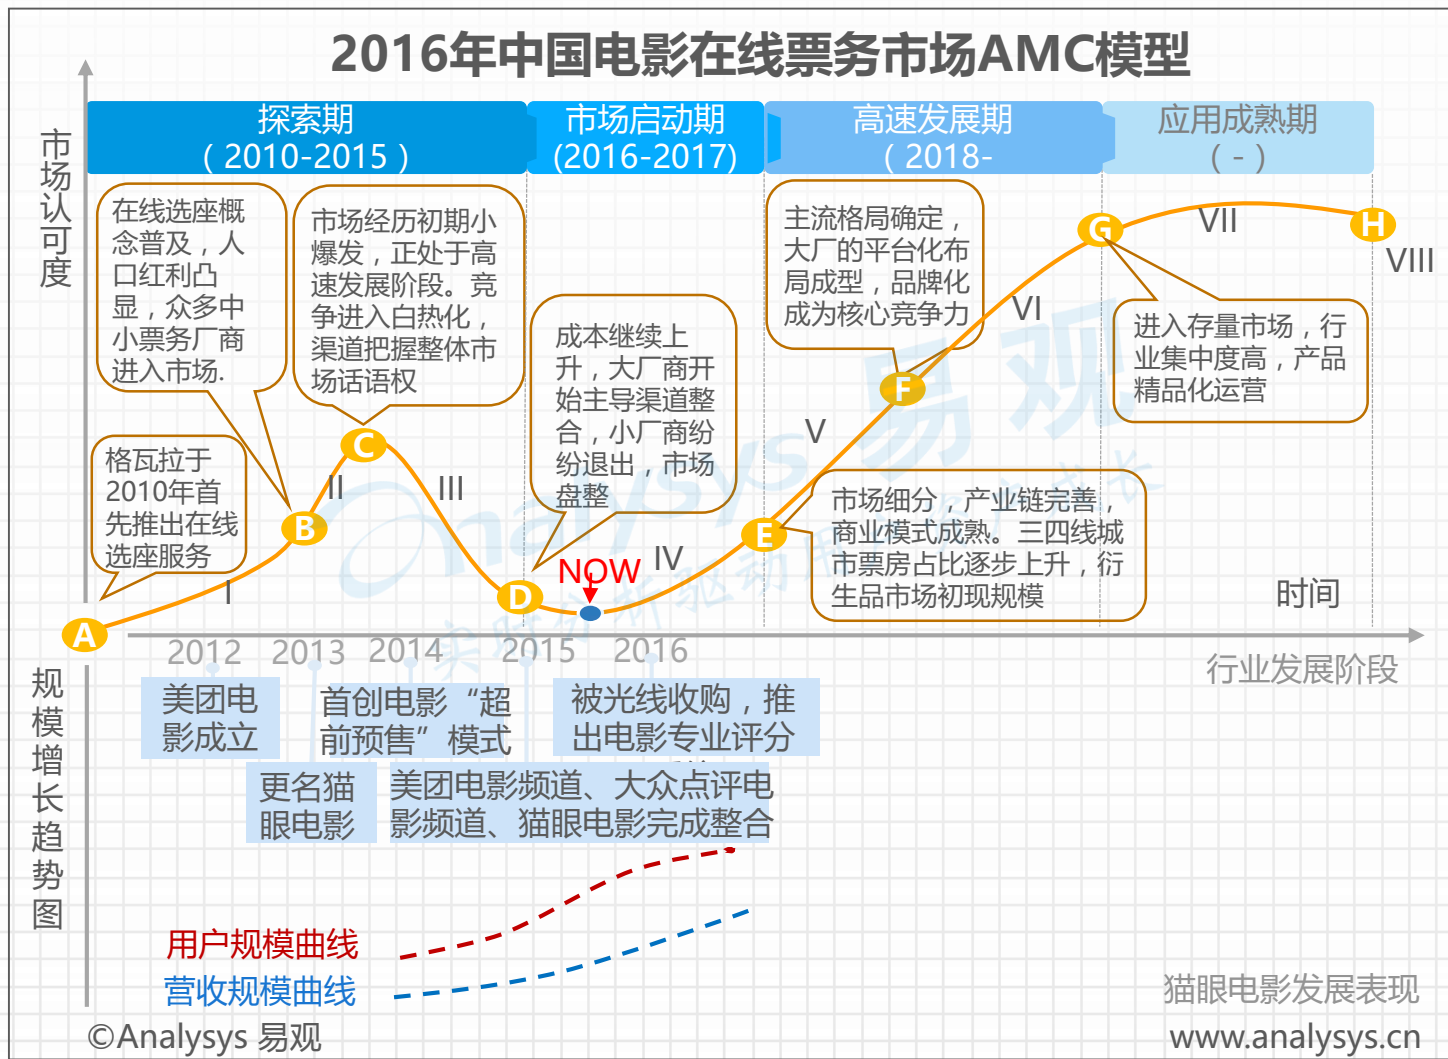 2016年中国电影在线票务市场AMC模型
市场认可度
探索期
（2010-2015）
市场启动期
(2016-2017)
高速发展期
（2018-
应用成熟期
（-）
在线选座概
念普及，人
口红利凸
显，众多中
小票务厂商
进入市场.
市场经历初期小
爆发，正处于高
速发展阶段。竞
争进入白热化，
渠道把握整体市
场话语权
成本继续上
升，大厂商开
始主导渠道整
合，小厂商纷
纷退出，市场
盘整
主流格局确定，
大厂的平台化布
局成型，品牌化
成为核心竞争力
进入存量市场，行
业集中度高，产品
精品化运营
格瓦拉于
2010年首
先推出在线
选座服务
市场细分，产业链完善，
商业模式成熟。三四线城
市票房占比逐步上升，衍
生品市场初现规模
A
B
C
D
E
F
G
H
I
II
III
IV
V
VI
VII
VIII
NOW
Analysys 易观
实时分析驱动用户资产成长
时间
2012
2013
2014
2015
2016
行业发展阶段
规模增长趋势图
美团电
影成立
首创电影“超
前预售”模式
被光线收购，推
出电影专业评分
更名猫
眼电影
美团电影频道、大众点评电
影频道、猫眼电影完成整合
用户规模曲线
营收规模曲线
猫眼电影发展表现
©Analysys 易观
www.analysys.cn